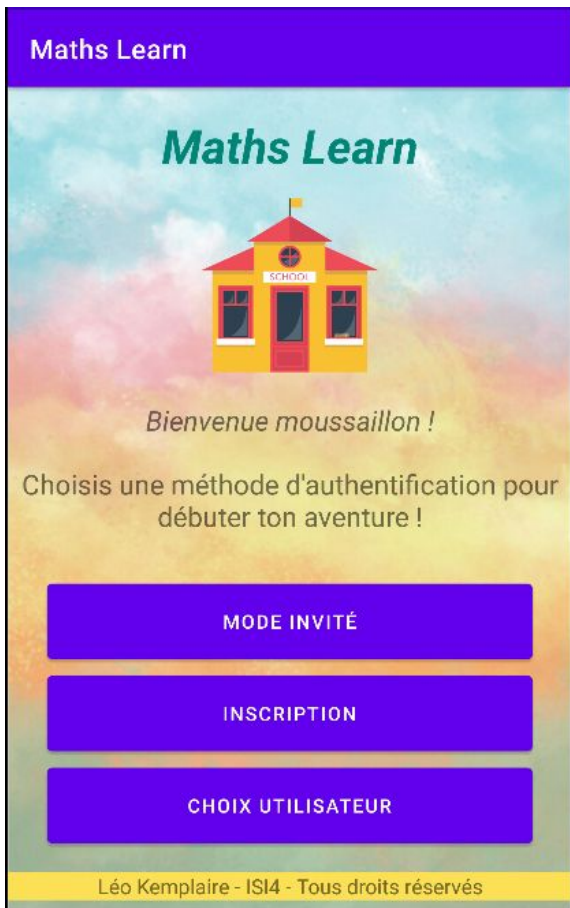 Maths Learn
Maths Learn
SCHOOL
Bienvenue moussaillon !
Choisis une méthode d'authentification pour
débuter ton aventure !
MODE INVITÉ
INSCRIPTION
CHOIX UTILISATEUR
Léo Kemplaire - ISI4 - Tous droits réservés